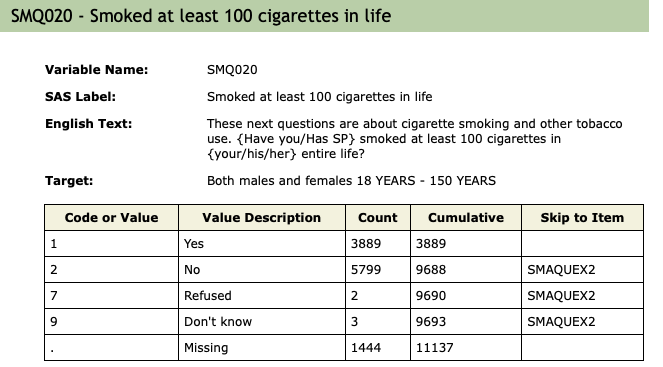 SMQ020 - Smoked at least 100 cigarettes in life
Variable Name: SMQ020
SAS Label: Smoked at least 100 cigarettes in life
English Text: These next questions are about cigarette smoking and other tobacco
use. {Have you/Has SP} smoked at least 100 cigarettes in
{your/his/her} entire life?
Target: Both males and females 18 YEARS - 150 YEARS
Code or Value Value Description Count Cumulative Skip to Item
1 Yes 3889 3889
2 No 5799 9688 SMAQUEX2
7 Refused 2 9690 SMAQUEX2
9 Don't know 3 9693 SMAQUEX2
. Missing 1444 11137